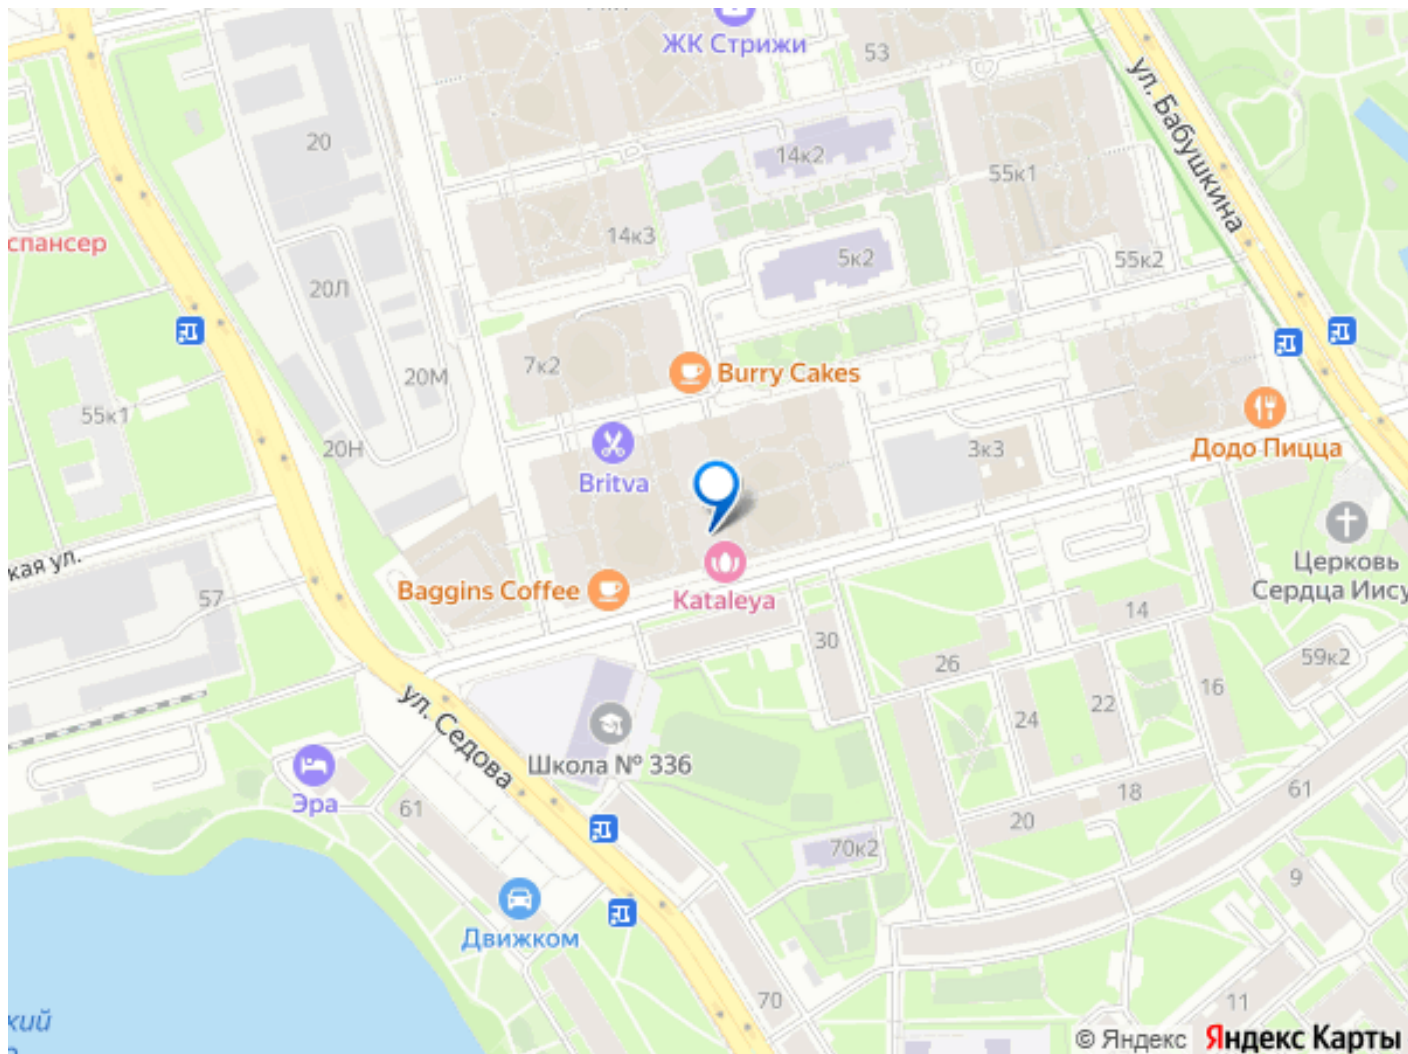 ЖК Стрижи
53
ул. Бабушкина
20
14к2
55к1
спансер
14к3
5к2
55к2
20Л
7к2
20М
Burry Cakes
55к1
20Н
Britva
3к3
Додо Пицца
кая ул.
57
Baggins Coffee
Kataleya
Церковь
Сердца Иису
30
26
14
59к2
16
22
24
ул. Седова
Школа № 336
Эра
61
18
61
20
70к2
9
Движком
70
11
кий
© Яндекс Яндекс Карты